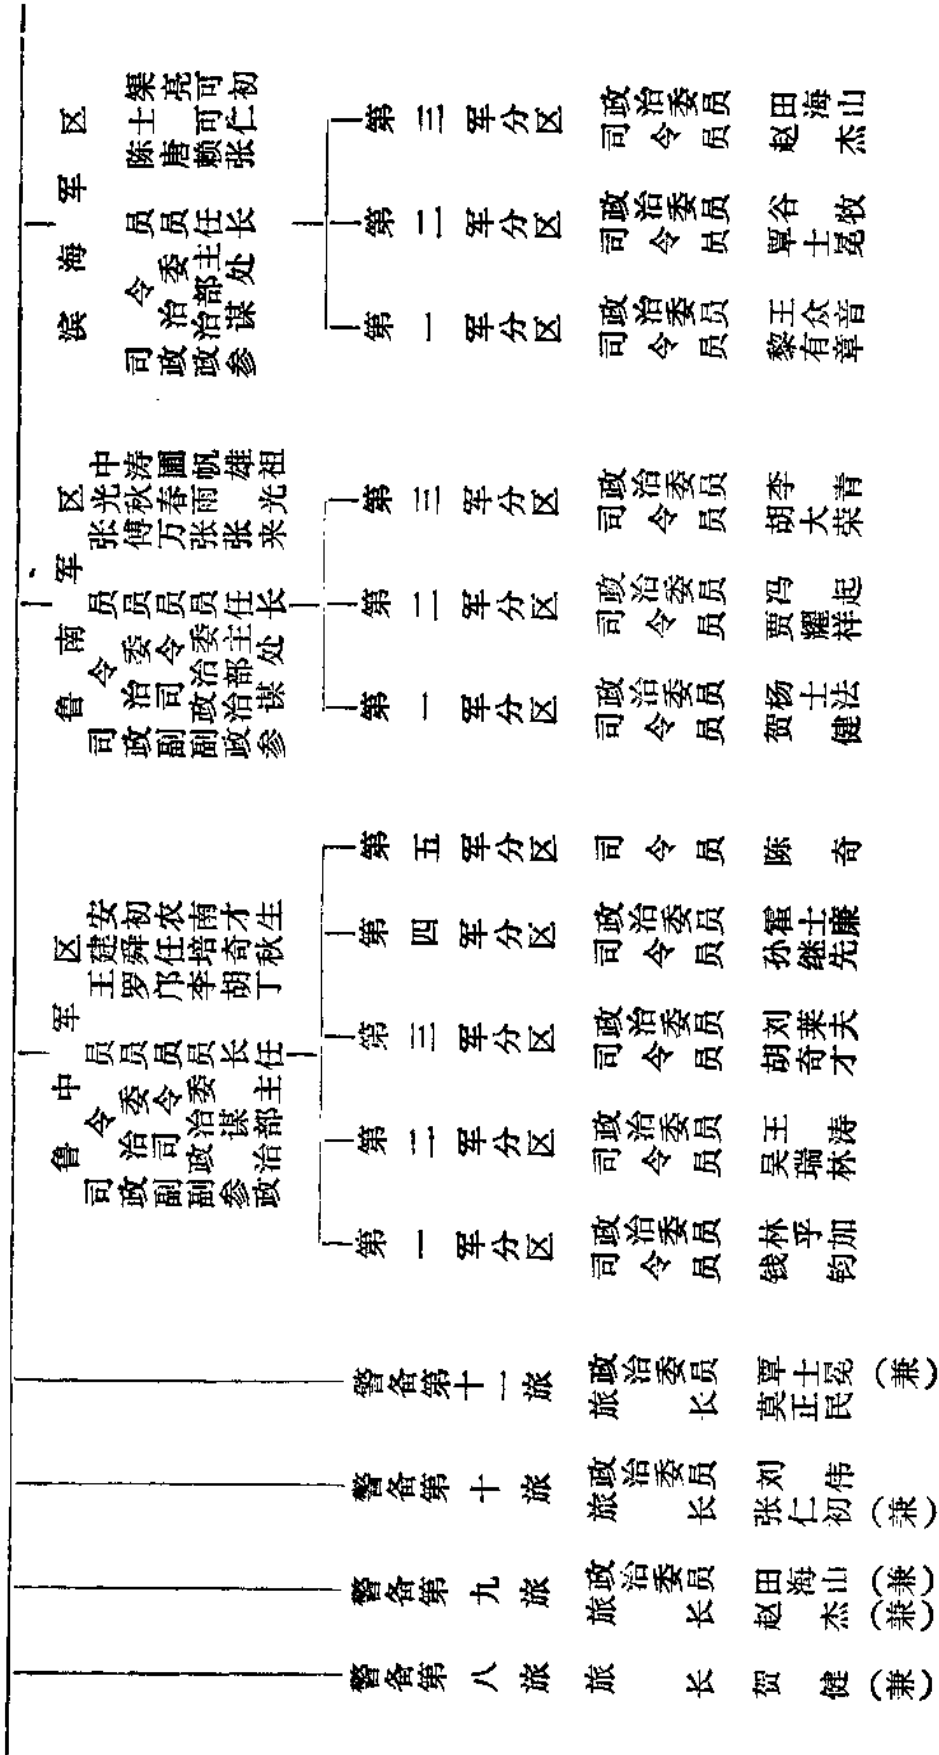 警备第八旅
旅长 贺健(兼)
警备第九旅
旅长 赵杰(兼)
政治委员 田海山(兼)
警备第十旅
旅长 张仁初(兼)
政治委员 刘伟
警备第十一旅
旅长 莫正民
政治委员 覃士冕(兼)
鲁中军区
司令员 王建安
政治委员 罗舜初
副司令员 邝任农
副政治委员 李培南
参谋长 胡奇才
政治部主任 丁秋生
第一军分区
司令员 钱钧
政治委员 林乎加
第二军分区
司令员 吴瑞林
政治委员 王涛
第三军分区
司令员 胡奇才
政治委员 刘莱夫
第四军分区
司令员 孙继先
政治委员 霍士廉
第五军分区
司令员 陈奇
鲁南军区
司令员 张光中
政治委员 傅秋涛
副司令员 万春圃
副政治委员 张雨帆
政治部主任 张雄
参谋处长 来光祖
第一军分区
司令员 贺健
政治委员 杨士法
第二军分区
司令员 贾耀祥
政治委员 冯起
第三军分区
司令员 胡大荣
政治委员 李青
滨海军区
司令员 陈士榘
政治委员 唐亮
政治部主任 赖可可
参谋处长 张仁初
第一军分区
司令员 黎有章
政治委员 王众音
第二军分区
司令员 覃士冕
政治委员 谷牧
第三军分区
司令员 赵杰
政治委员 田海山